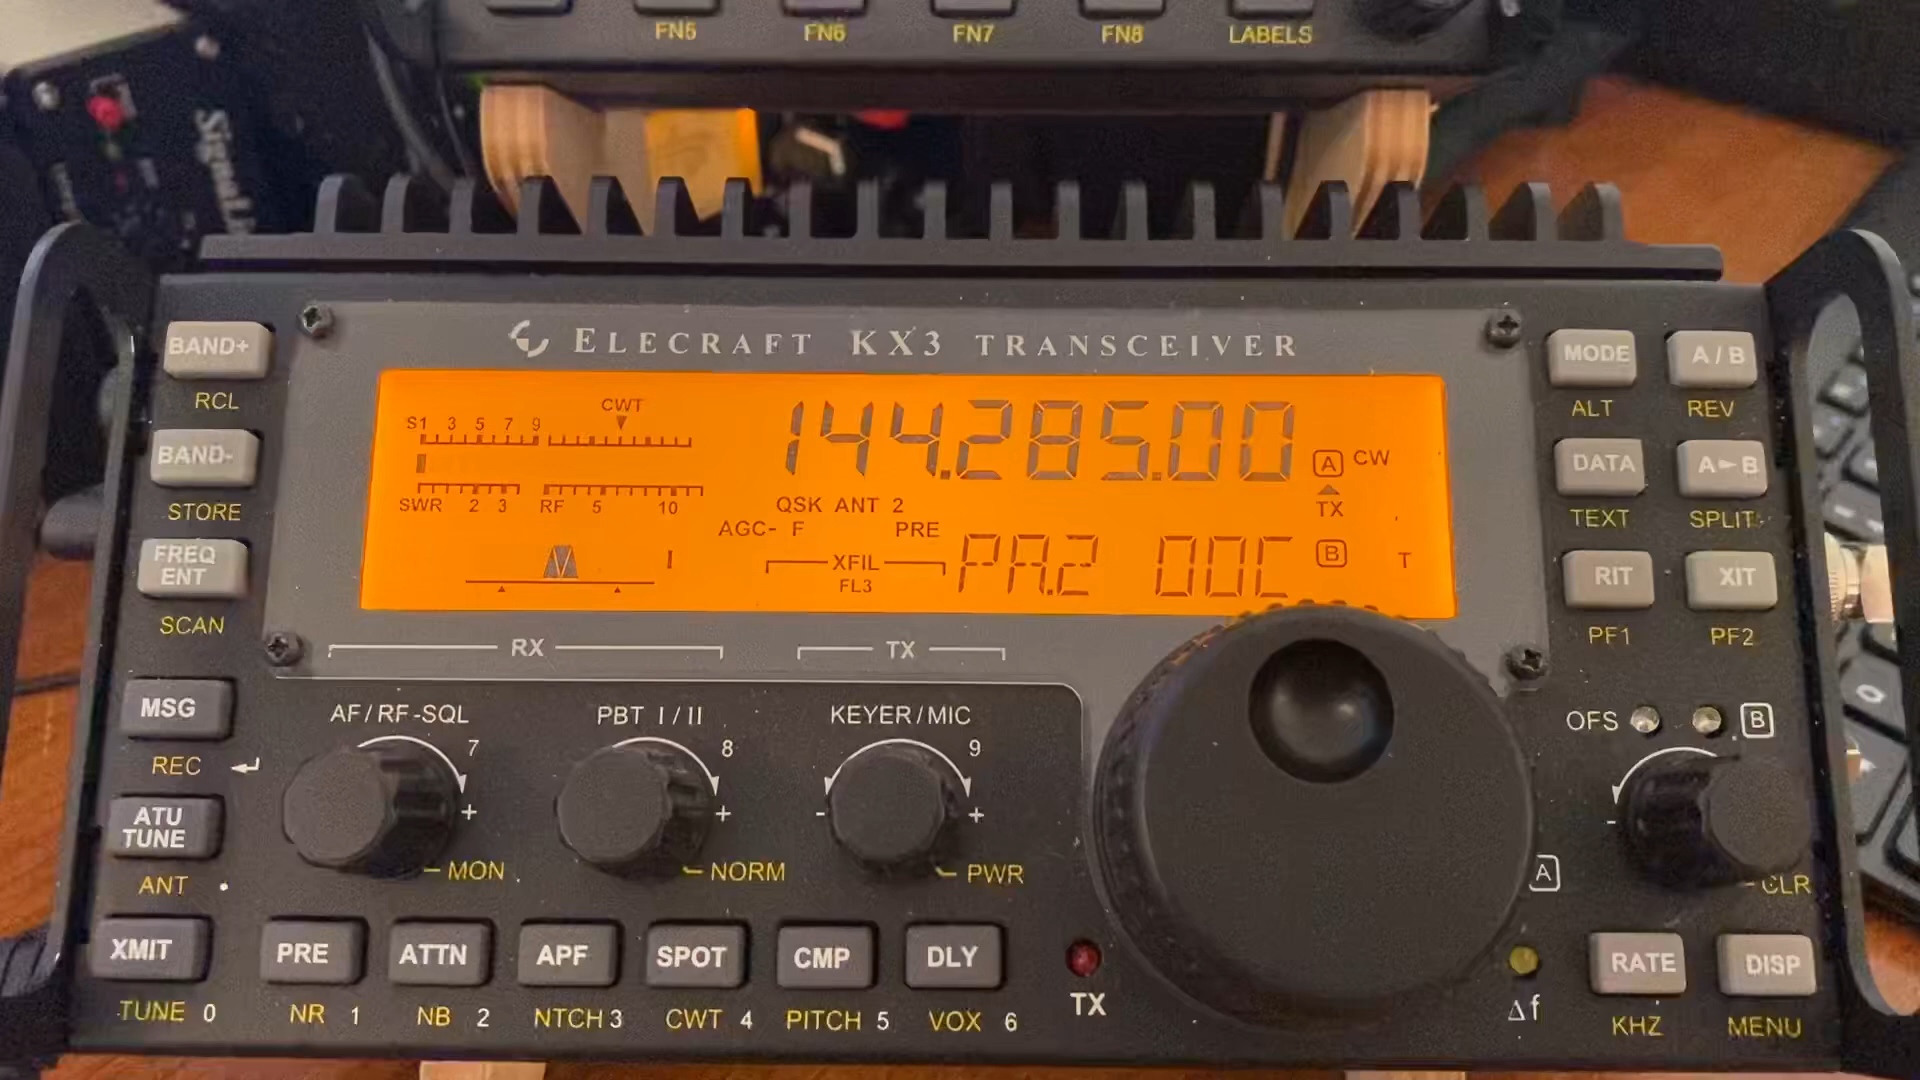 FN5 FN6 FN7 FN8 LABELS
ELECRAFT KX3 TRANSCEIVER
BAND+
RCL
BAND-
STORE
FREQ
ENT
SCAN
CWT
S1 3 5 7 9
SWR 2 3 RF 5 10
144.285.00
A CW
TX
QSK ANT 2
AGC- F PRE
XFIL
FL3
PA.2 00C
B T
I
MODE A/B
ALT REV
DATA A►B
TEXT SPLIT
RIT XIT
PF1 PF2
RX TX
MSG
REC
ATU
TUNE
ANT
XMIT
TUNE 0
AF/RF-SQL PBT I/II KEYER/MIC
7 8 9
+ + - +
MON NORM PWR
OFS B
-
A
CLR
PRE ATTN APF SPOT CMP DLY
NR 1 NB 2 NTCH 3 CWT 4 PITCH 5 VOX 6
TX
Δf
RATE DISP
KHZ MENU